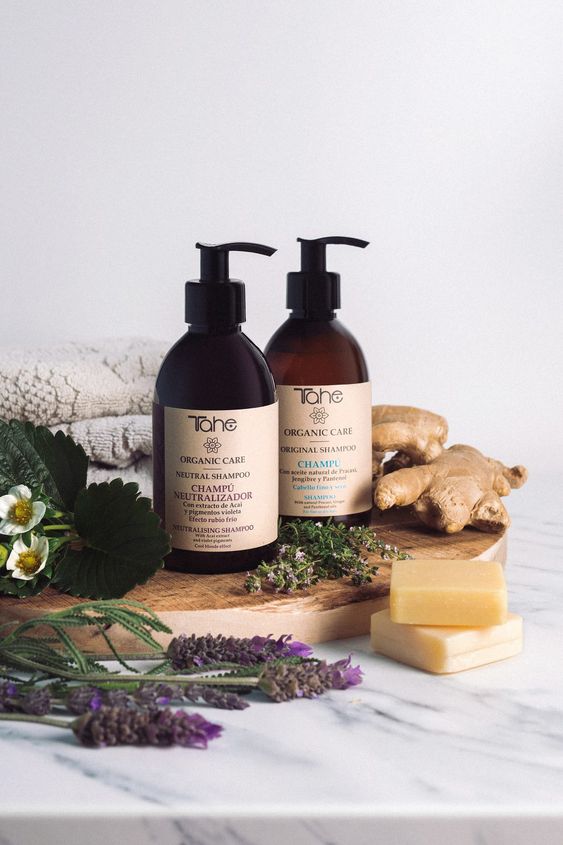 Tahe
ORGANIC CARE
NEUTRAL SHAMPOO
CHAMPÚ
NEUTRALIZADOR
Con extracto de Acai
y pigmentos violeta
Efecto rubio frío
NEUTRALISING SHAMPOO
With Acai extract
and violet pigments
Cool blonde effect
Tahe
ORGANIC CARE
ORIGINAL SHAMPOO
CHAMPÚ
Con aceite natural de Pracaxi,
Jengibre y Pantenol
Cabello fino y seco
SHAMPOO
With natural Pracaxi, Ginger
and Panthenol oils